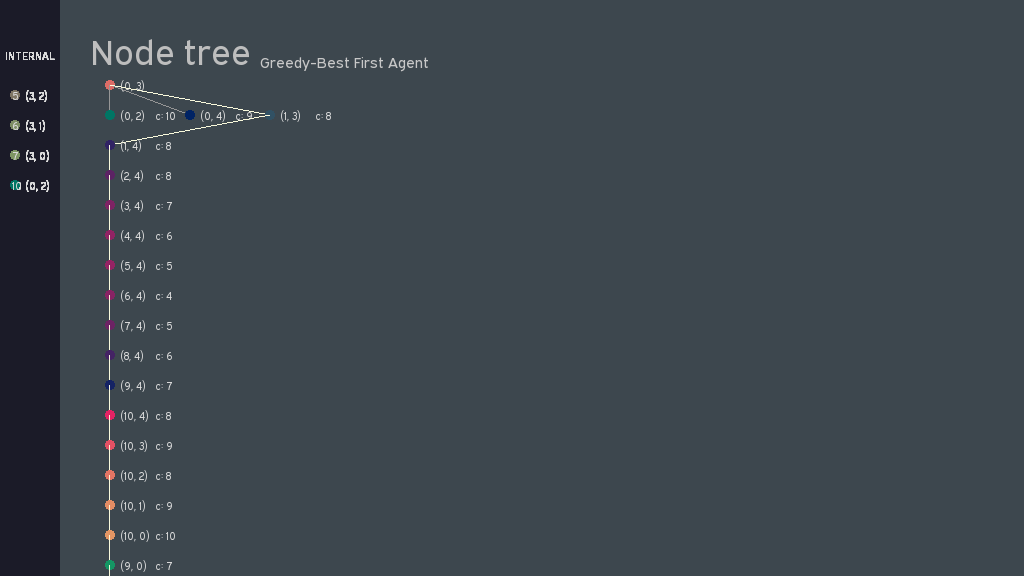 INTERNAL
5 (3, 2)
6 (3, 1)
7 (3, 0)
10 (0, 2)
Node tree Greedy-Best First Agent
(0, 3)
(0, 2) c: 10 (0, 4) c: 9 (1, 3) c: 8
(1, 4) c: 8
(2, 4) c: 8
(3, 4) c: 7
(4, 4) c: 6
(5, 4) c: 5
(6, 4) c: 4
(7, 4) c: 5
(8, 4) c: 6
(9, 4) c: 7
(10, 4) c: 8
(10, 3) c: 9
(10, 2) c: 8
(10, 1) c: 9
(10, 0) c: 10
(9, 0) c: 7